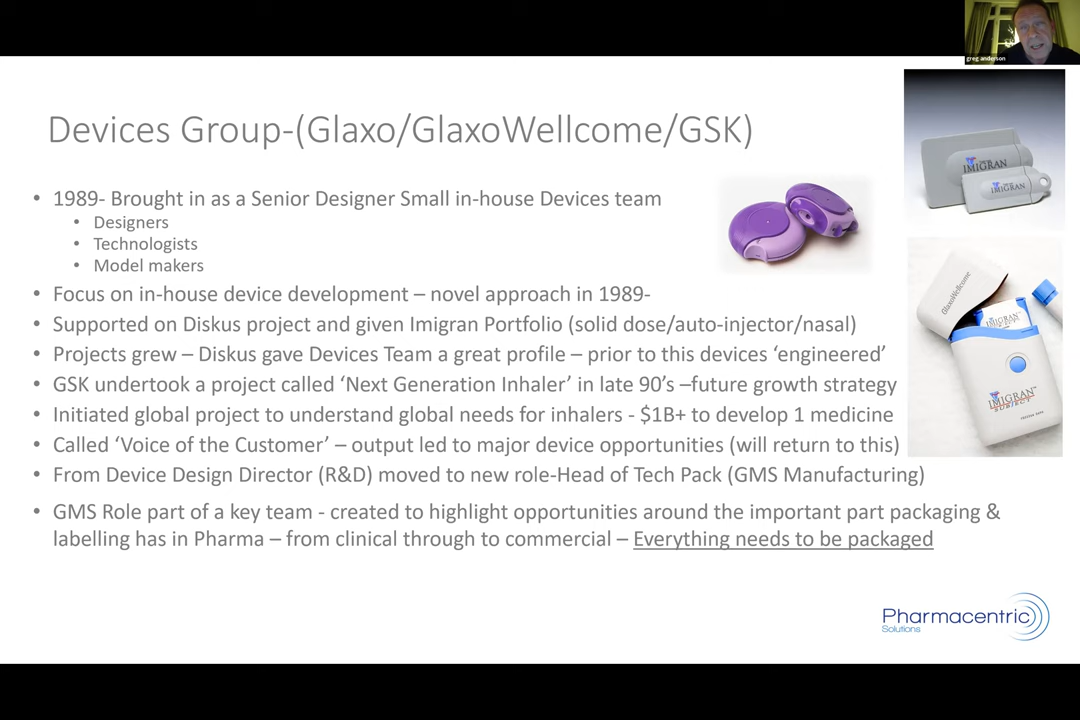 greg anderson
Devices Group-(Glaxo/GlaxoWellcome/GSK)
• 1989- Brought in as a Senior Designer Small in-house Devices team
• Designers
• Technologists
• Model makers
• Focus on in-house device development – novel approach in 1989-
• Supported on Diskus project and given Imigran Portfolio (solid dose/auto-injector/nasal)
• Projects grew – Diskus gave Devices Team a great profile – prior to this devices ‘engineered’
• GSK undertook a project called ‘Next Generation Inhaler’ in late 90’s –future growth strategy
• Initiated global project to understand global needs for inhalers - $1B+ to develop 1 medicine
• Called ‘Voice of the Customer’ – output led to major device opportunities (will return to this)
• From Device Design Director (R&D) moved to new role-Head of Tech Pack (GMS Manufacturing)
• GMS Role part of a key team - created to highlight opportunities around the important part packaging &
labelling has in Pharma – from clinical through to commercial – Everything needs to be packaged
IMIGRAN
IMIGRAN
GlaxoWellcome
IMIGRAN™
Pharmacentric
Solutions